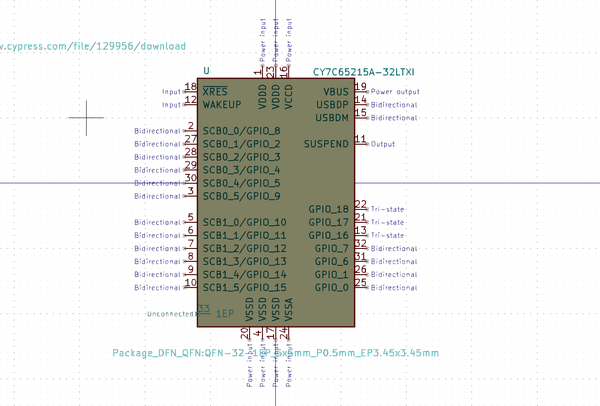 Power input
Power input
Power input
.cypress.com/file/129956/download
1
23
16
U
CY7C65215A-32LTXI
VDDD
VDDD
VCCD
Input 18 XRES
VBUS 19 Power output
Input 12 WAKEUP
USBDP 14 Bidirectional
USBDM 15 Bidirectional
Bidirectional 2 SCB0_0/GPIO_8
Bidirectional 27 SCB0_1/GPIO_2
SUSPEND 11 Output
Bidirectional 28 SCB0_2/GPIO_3
Bidirectional 29 SCB0_3/GPIO_4
Bidirectional 30 SCB0_4/GPIO_5
Bidirectional 3 SCB0_5/GPIO_9
GPIO_18 22 Tri-state
Bidirectional 5 SCB1_0/GPIO_10
GPIO_17 21 Tri-state
Bidirectional 6 SCB1_1/GPIO_11
GPIO_16 13 Tri-state
Bidirectional 7 SCB1_2/GPIO_12
GPIO_7 32 Bidirectional
Bidirectional 8 SCB1_3/GPIO_13
GPIO_6 31 Bidirectional
Bidirectional 9 SCB1_4/GPIO_14
GPIO_1 26 Bidirectional
Bidirectional 10 SCB1_5/GPIO_15
GPIO_0 25 Bidirectional
Unconnected 33 1EP
VSSD
VSSD
VSSD
VSSA
20
4
17
24
Package_DFN_QFN:QFN-32-1EP_5x5mm_P0.5mm_EP3.45x3.45mm
Power input
Power input
Power input
Power input